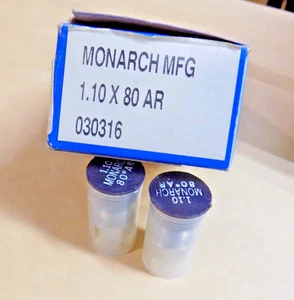 MONARCH MFG
1.10 X 80 AR
030316
1.10
MONARCH
80° AR
1.10
MONARCH
80° AR